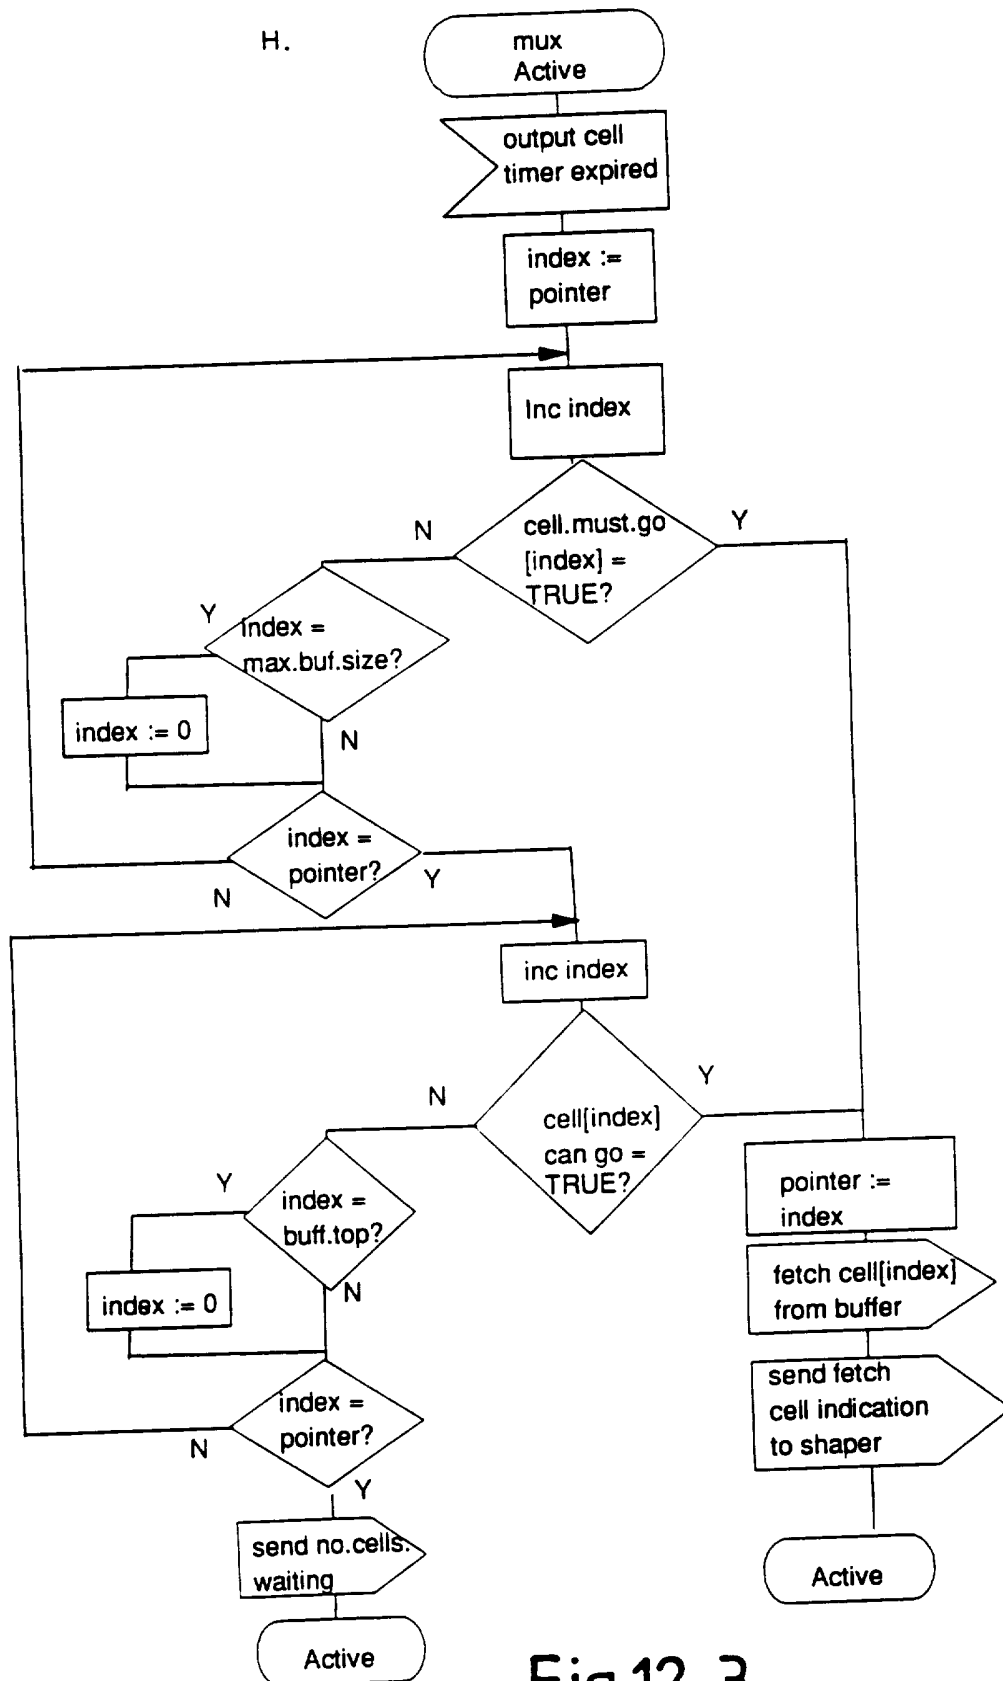 H.
mux
Active
output cell
timer expired
index :=
pointer
Inc index
N
Y
cell.must.go
[index] =
TRUE?
Y
index =
max.buf.size?
index := 0
N
index =
pointer?
N
Y
inc index
N
Y
cell[index]
can go =
TRUE?
Y
index =
buff.top?
index := 0
N
pointer :=
index
fetch cell[index]
from buffer
send fetch
cell indication
to shaper
index =
pointer?
N
Y
send no.cells.
waiting
Active
Active